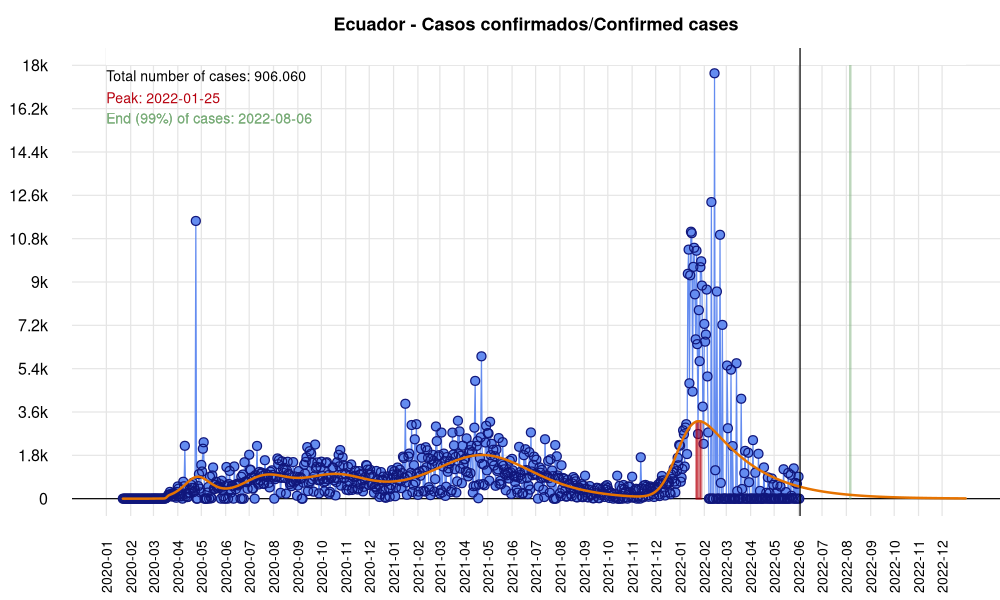 Ecuador - Casos confirmados/Confirmed cases
Total number of cases: 906.060
Peak: 2022-01-25
End (99%) of cases: 2022-08-06
18k
16.2k
14.4k
12.6k
10.8k
9k
7.2k
5.4k
3.6k
1.8k
0
2020-01
2020-02
2020-03
2020-04
2020-05
2020-06
2020-07
2020-08
2020-09
2020-10
2020-11
2020-12
2021-01
2021-02
2021-03
2021-04
2021-05
2021-06
2021-07
2021-08
2021-09
2021-10
2021-11
2021-12
2022-01
2022-02
2022-03
2022-04
2022-05
2022-06
2022-07
2022-08
2022-09
2022-10
2022-11
2022-12